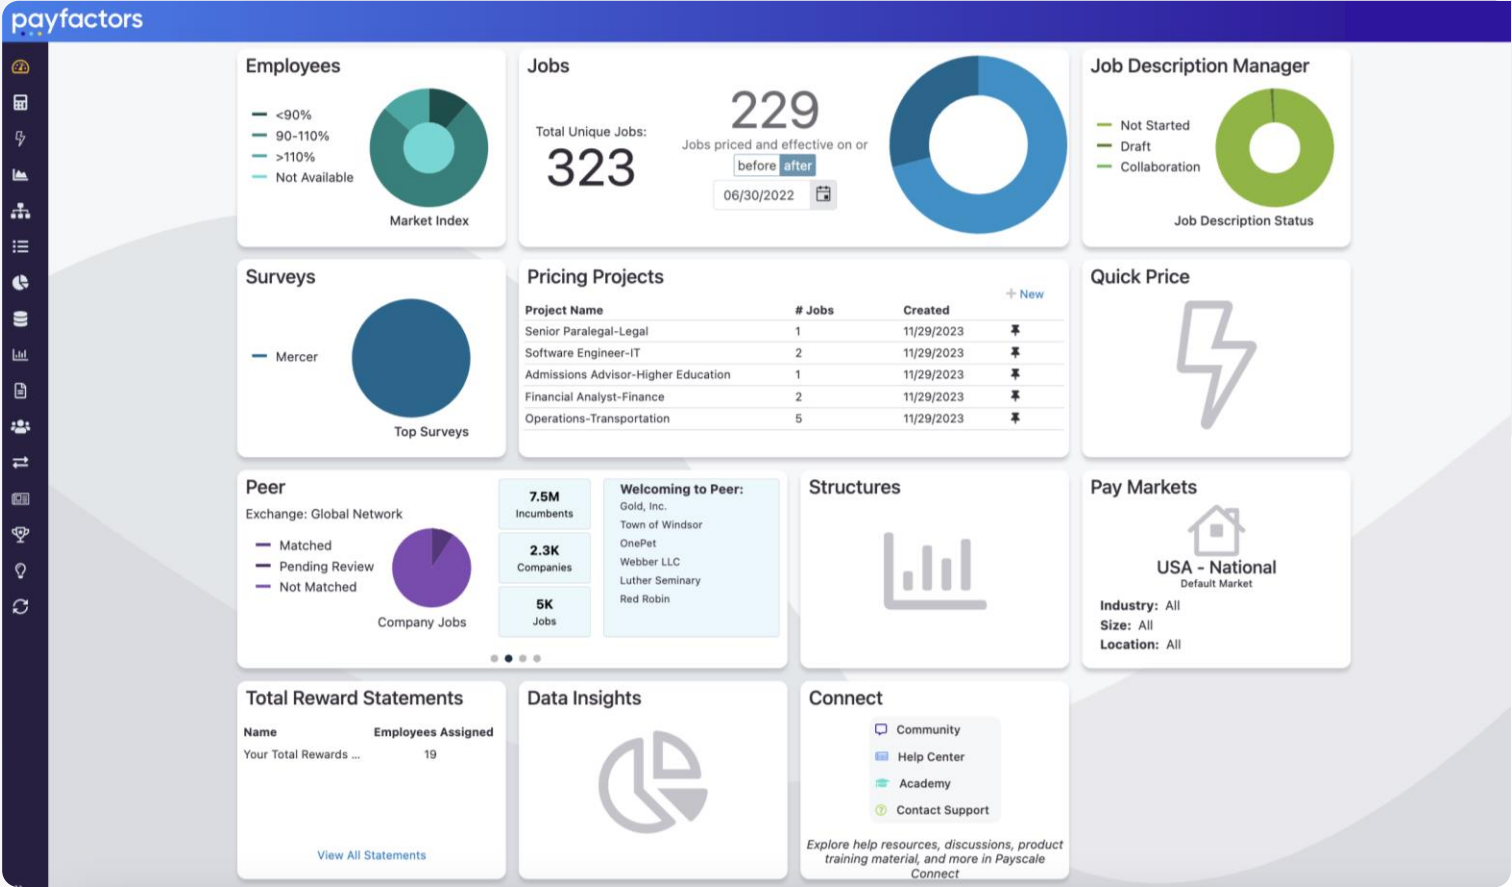 payfactors
Employees
<90%
90-110%
>110%
Not Available
Market Index
Jobs
Total Unique Jobs:
323
229
Jobs priced and effective on or
before after
06/30/2022
Job Description Manager
Not Started
Draft
Collaboration
Job Description Status
Surveys
Mercer
Top Surveys
Pricing Projects
+ New
Project Name # Jobs Created
Senior Paralegal-Legal 1 11/29/2023
Software Engineer-IT 2 11/29/2023
Admissions Advisor-Higher Education 1 11/29/2023
Financial Analyst-Finance 2 11/29/2023
Operations-Transportation 5 11/29/2023
Quick Price
Peer
Exchange: Global Network
Matched
Pending Review
Not Matched
Company Jobs
7.5M
Incumbents
2.3K
Companies
5K
Jobs
Welcoming to Peer:
Gold, Inc.
Town of Windsor
OnePet
Webber LLC
Luther Seminary
Red Robin
Structures
Pay Markets
USA - National
Default Market
Industry: All
Size: All
Location: All
Total Reward Statements
Name Employees Assigned
Your Total Rewards ... 19
View All Statements
Data Insights
Connect
Community
Help Center
Academy
Contact Support
Explore help resources, discussions, product
training material, and more in Payscale
Connect